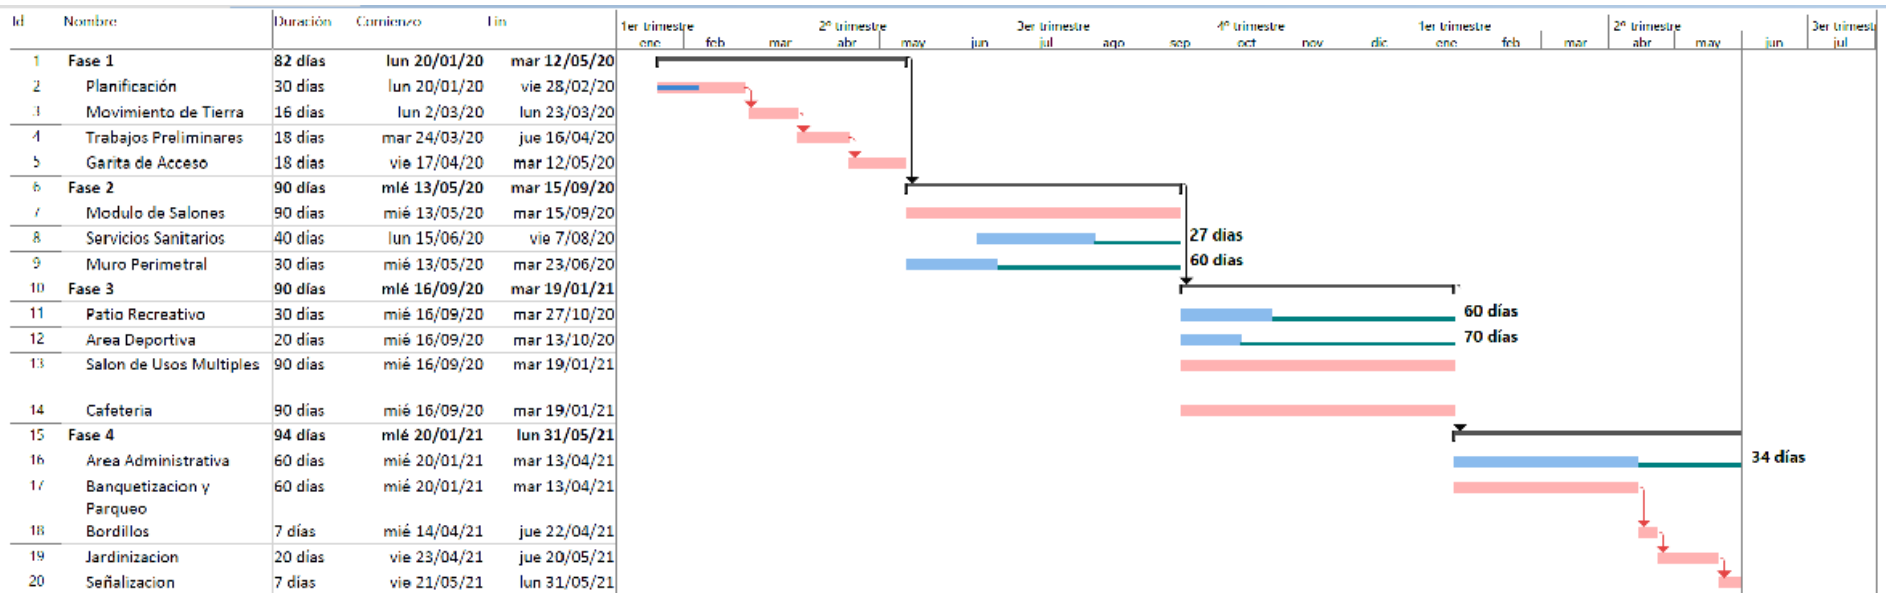 Id Nombre Duración Comienzo Fin
1er trimestre 2º trimestre 3er trimestre 4º trimestre 1er trimestre 2º trimestre 3er trimest
ene feb mar abr may jun jul ago sep oct nov dic ene feb mar abr may jun jul
1 Fase 1 82 días lun 20/01/20 mar 12/05/20
2 Planificación 30 días lun 20/01/20 vie 28/02/20
3 Movimiento de Tierra 16 días lun 2/03/20 lun 23/03/20
4 Trabajos Preliminares 18 días mar 24/03/20 jue 16/04/20
5 Garita de Acceso 18 días vie 17/04/20 mar 12/05/20
6 Fase 2 90 días mié 13/05/20 mar 15/09/20
7 Modulo de Salones 90 días mié 13/05/20 mar 15/09/20
8 Servicios Sanitarios 40 días lun 15/06/20 vie 7/08/20 27 días
9 Muro Perimetral 30 días mié 13/05/20 mar 23/06/20 60 días
10 Fase 3 90 días mié 16/09/20 mar 19/01/21
11 Patio Recreativo 30 días mié 16/09/20 mar 27/10/20 60 días
12 Area Deportiva 20 días mié 16/09/20 mar 13/10/20 70 días
13 Salon de Usos Multiples 90 días mié 16/09/20 mar 19/01/21
14 Cafeteria 90 días mié 16/09/20 mar 19/01/21
15 Fase 4 94 días mié 20/01/21 lun 31/05/21
16 Area Administrativa 60 días mié 20/01/21 mar 13/04/21 34 días
17 Banquetizacion y 60 días mié 20/01/21 mar 13/04/21
Parqueo
18 Bordillos 7 días mié 14/04/21 jue 22/04/21
19 Jardinizacion 20 días vie 23/04/21 jue 20/05/21
20 Señalizacion 7 días vie 21/05/21 lun 31/05/21